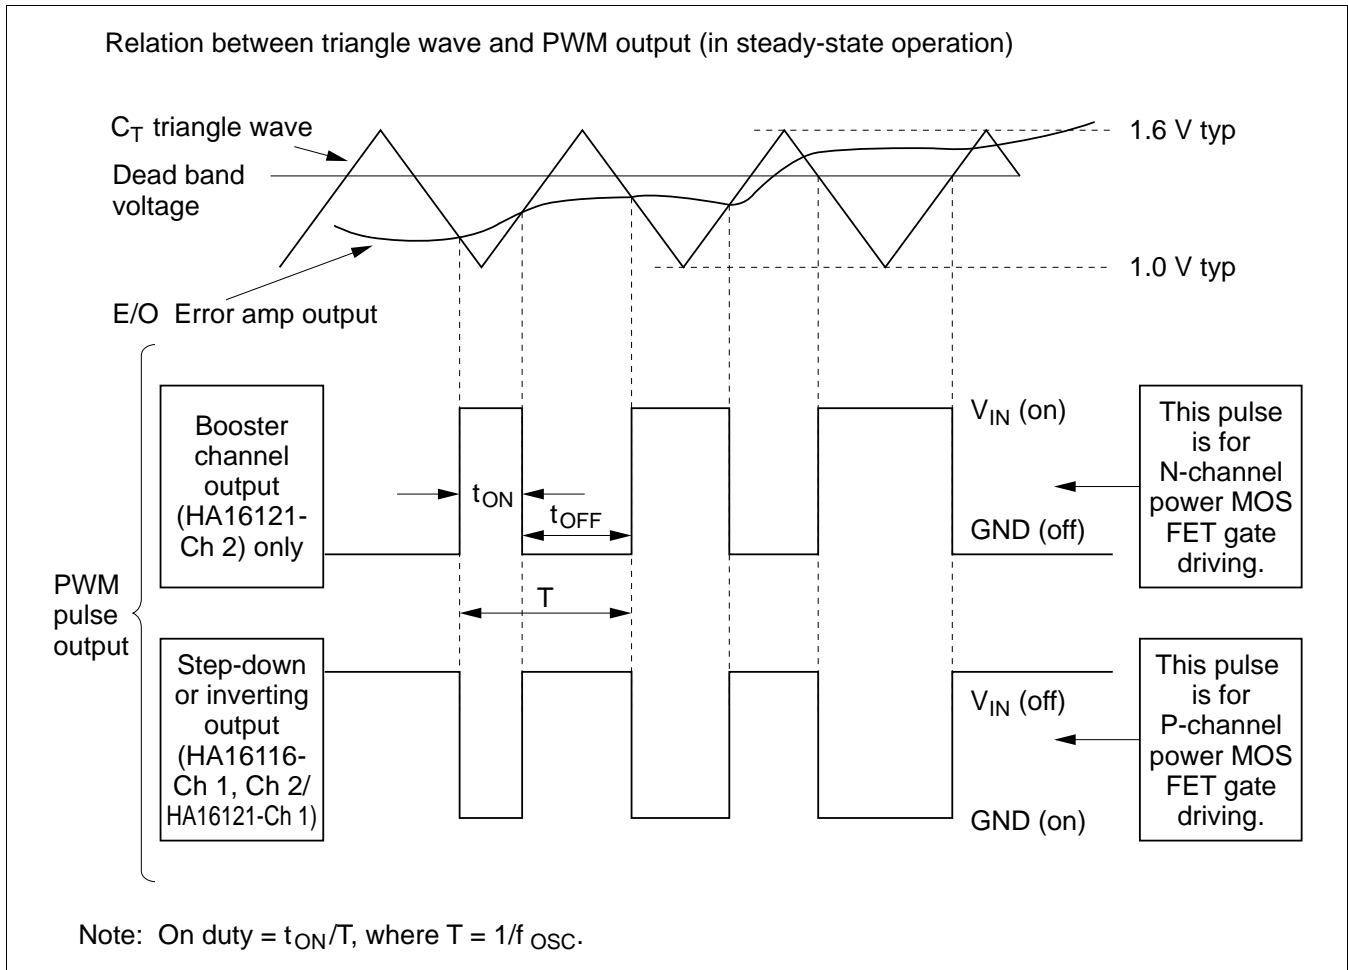 Relation between triangle wave and PWM output (in steady-state operation)
CT triangle wave
Dead band
voltage
1.6 V typ
1.0 V typ
E/O Error amp output
PWM
pulse
output
Booster
channel
output
(HA16121-
Ch 2) only
tON
tOFF
T
VIN (on)
GND (off)
This pulse
is for
N-channel
power MOS
FET gate
driving.
Step-down
or inverting
output
(HA16116-
Ch 1, Ch 2/
HA16121-Ch 1)
VIN (off)
GND (on)
This pulse
is for
P-channel
power MOS
FET gate
driving.
Note: On duty = tON/T, where T = 1/fOSC.